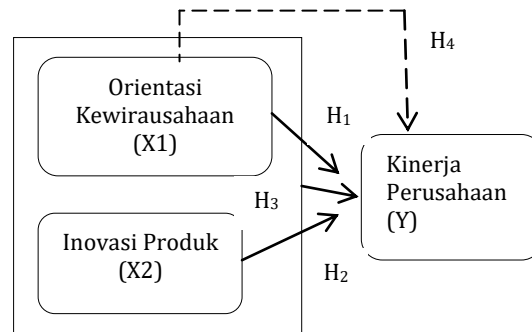 H4
Orientasi
Kewirausahaan
(X1)
H1
Kinerja
Perusahaan
(Y)
H3
Inovasi Produk
(X2)
H2